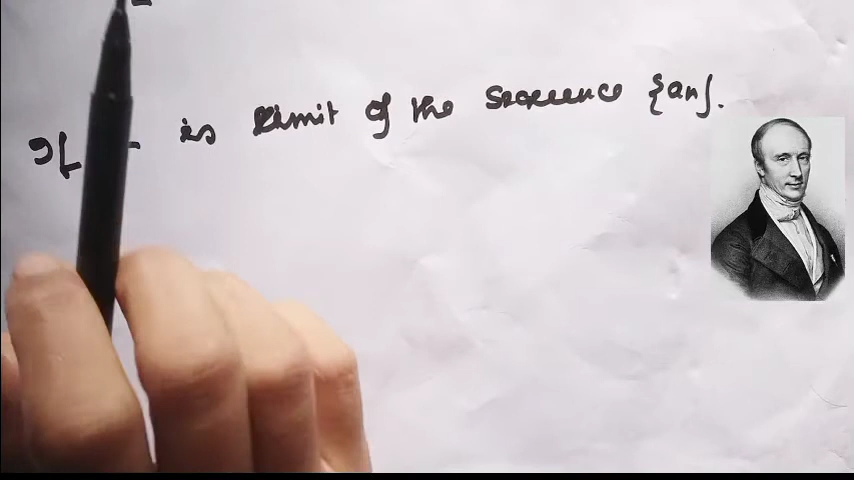 If is limit of the sequence {an}.